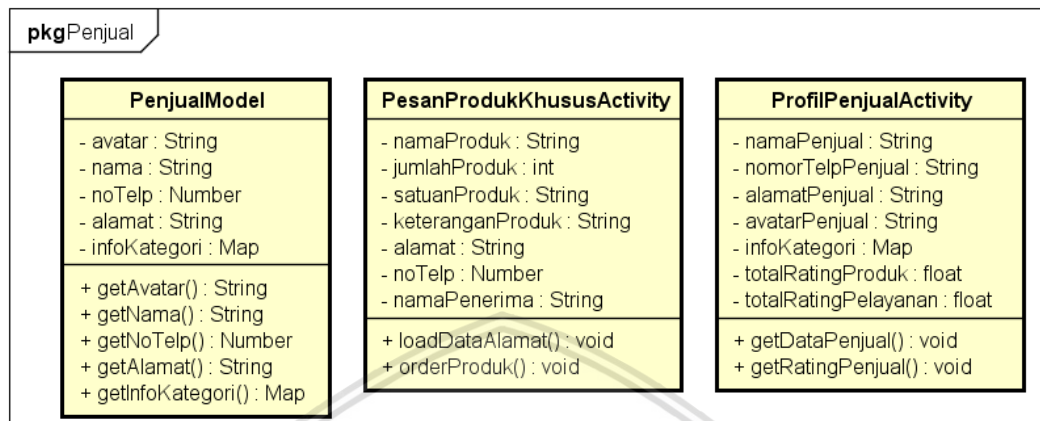 pkgPenjual
PenjualModel
- avatar : String
- nama : String
- noTelp : Number
- alamat : String
- infoKategori : Map
+ getAvatar() : String
+ getNama() : String
+ getNoTelp() : Number
+ getAlamat() : String
+ getInfoKategori() : Map
PesanProdukKhususActivity
- namaProduk : String
- jumlahProduk : int
- satuanProduk : String
- keteranganProduk : String
- alamat : String
- noTelp : Number
- namaPenerima : String
+ loadDataAlamat() : void
+ orderProduk() : void
ProfilPenjualActivity
- namaPenjual : String
- nomorTelpPenjual : String
- alamatPenjual : String
- avatarPenjual : String
- infoKategori : Map
- totalRatingProduk : float
- totalRatingPelayanan : float
+ getDataPenjual() : void
+ getRatingPenjual() : void